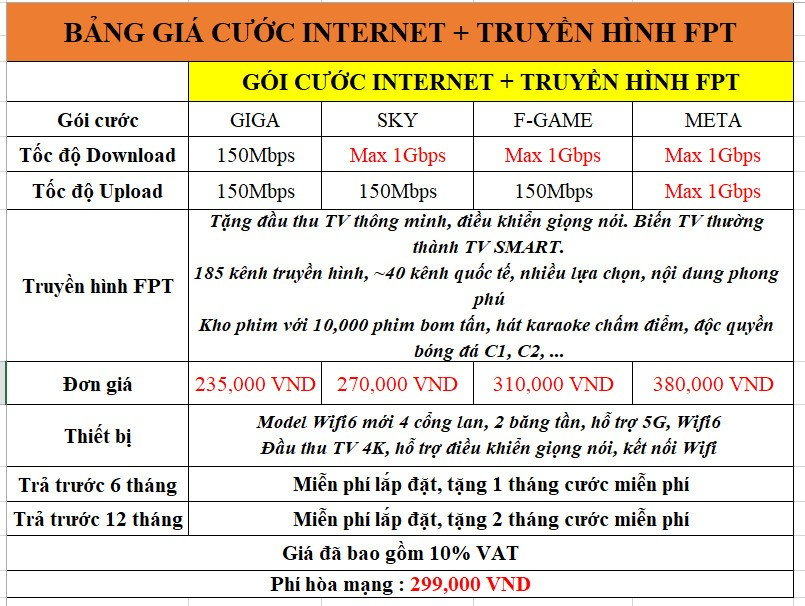 BẢNG GIÁ CƯỚC INTERNET + TRUYỀN HÌNH FPT
GÓI CƯỚC INTERNET + TRUYỀN HÌNH FPT
Gói cước GIGA SKY F-GAME META
Tốc độ Download 150Mbps Max 1Gbps Max 1Gbps Max 1Gbps
Tốc độ Upload 150Mbps 150Mbps 150Mbps Max 1Gbps
Truyền hình FPT
Tặng đầu thu TV thông minh, điều khiển giọng nói. Biến TV thường
thành TV SMART.
185 kênh truyền hình, ~40 kênh quốc tế, nhiều lựa chọn, nội dung phong
phú
Kho phim với 10,000 phim bom tấn, hát karaoke chấm điểm, độc quyền
bóng đá C1, C2, ...
Đơn giá 235,000 VND 270,000 VND 310,000 VND 380,000 VND
Thiết bị
Model Wifi6 mới 4 cổng lan, 2 băng tần, hỗ trợ 5G, Wifi6
Đầu thu TV 4K, hỗ trợ điều khiển giọng nói, kết nối Wifi
Trả trước 6 tháng Miễn phí lắp đặt, tặng 1 tháng cước miễn phí
Trả trước 12 tháng Miễn phí lắp đặt, tặng 2 tháng cước miễn phí
Giá đã bao gồm 10% VAT
Phí hòa mạng : 299,000 VND